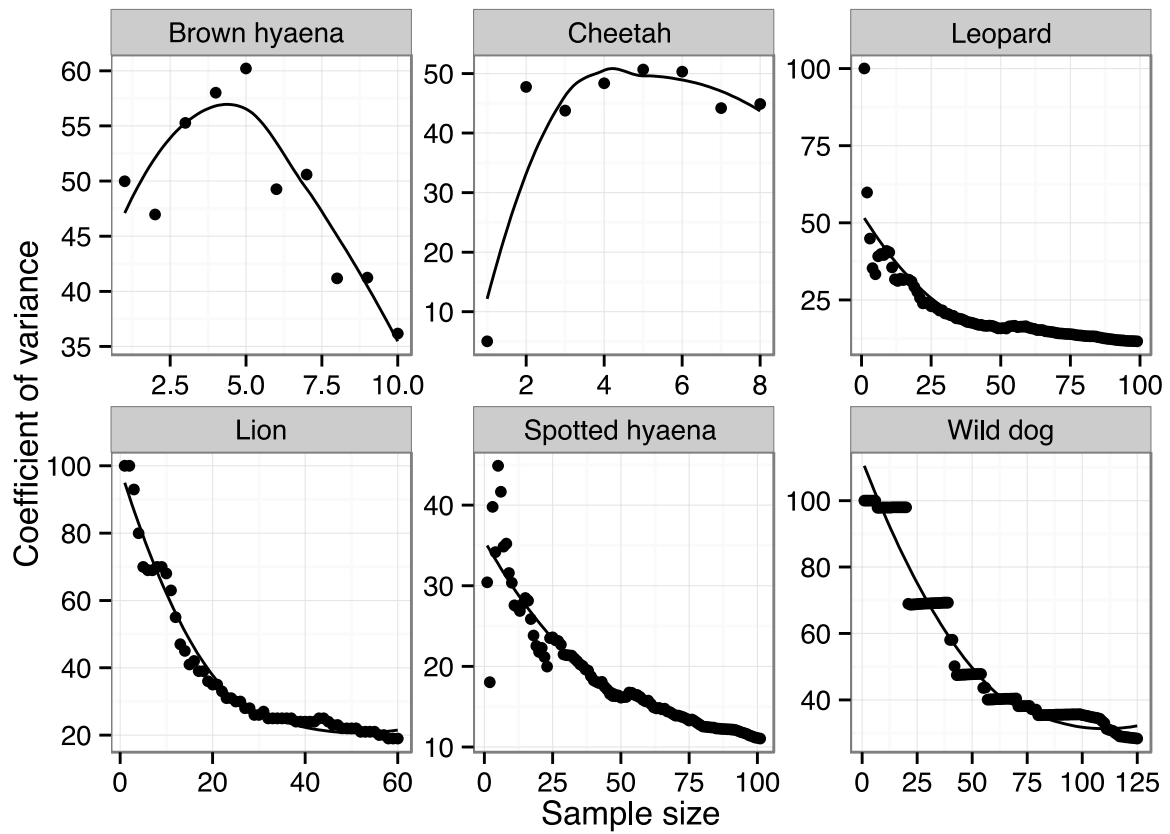 Brown hyaena
Cheetah
Leopard
60
55
50
45
40
35
50
40
30
20
10
100
75
50
25
2.5 5.0 7.5 10.0
2 4 6 8
0 25 50 75 100
Coefficient of variance
Lion
Spotted hyaena
Wild dog
100
80
60
40
20
40
30
20
10
100
80
60
40
0 20 40 60
0 25 50 75 100
0 25 50 75 100 125
Sample size